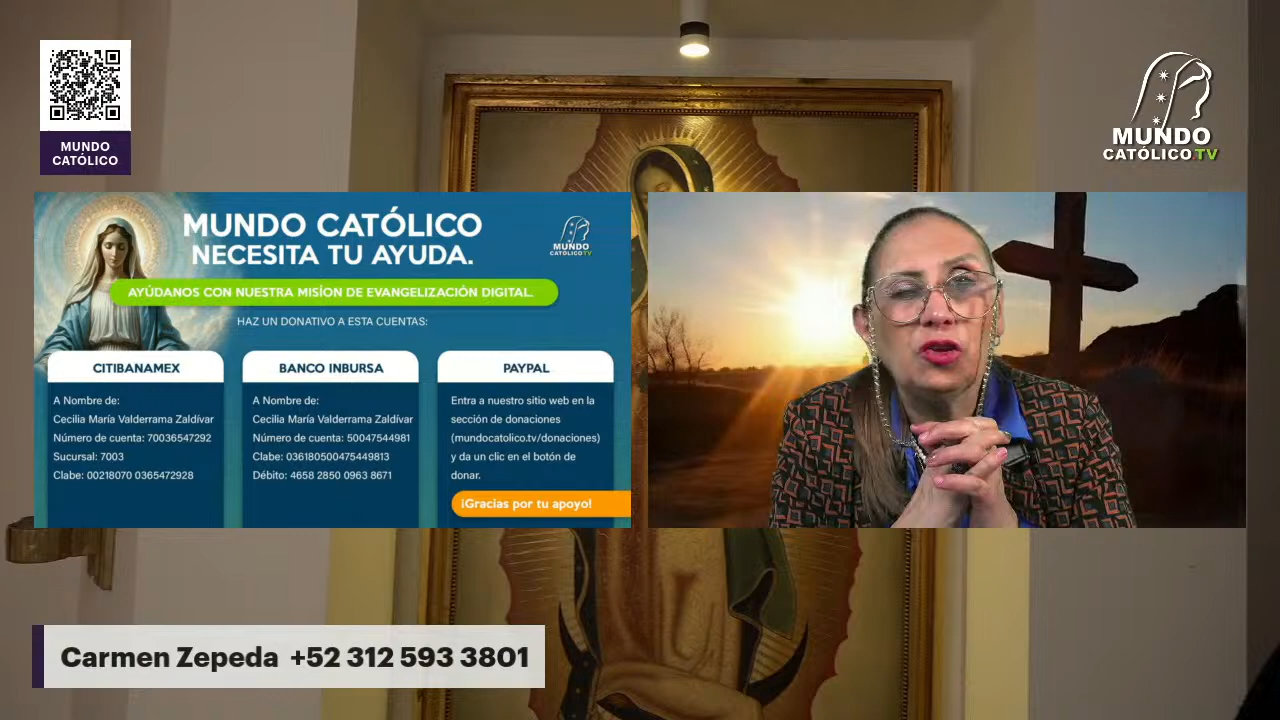 MUNDO
CATÓLICO
MUNDO
CATÓLICO.TV
MUNDO CATÓLICO
NECESITA TU AYUDA.
MUNDO
CATÓLICOTV
AYÚDANOS CON NUESTRA MISÍON DE EVANGELIZACIÓN DIGITAL.
HAZ UN DONATIVO A ESTA CUENTAS:
CITIBANAMEX
A Nombre de:
Cecilia María Valderrama Zaldívar
Número de cuenta: 70036547292
Sucursal: 7003
Clabe: 00218070 0365472928
BANCO INBURSA
A Nombre de:
Cecilia María Valderrama Zaldívar
Número de cuenta: 50047544981
Clabe: 036180500475449813
Débito: 4658 2850 0963 8671
PAYPAL
Entra a nuestro sitio web en la
sección de donaciones
(mundocatolico.tv/donaciones)
y da un clic en el botón de
donar.
¡Gracias por tu apoyo!
Carmen Zepeda +52 312 593 3801